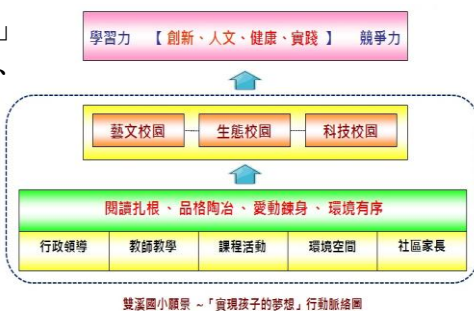 」
、
學習力 【 創新、人文、健康、實踐 】 競爭力
藝文校園 生態校園 科技校園
閱讀扎根 、 品格陶冶 、 愛動鍊身 、 環境有序
行政領導 教師教學 課程活動 環境空間 社區家長
雙溪國小願景 ~「實現孩子的夢想」行動脈絡圖